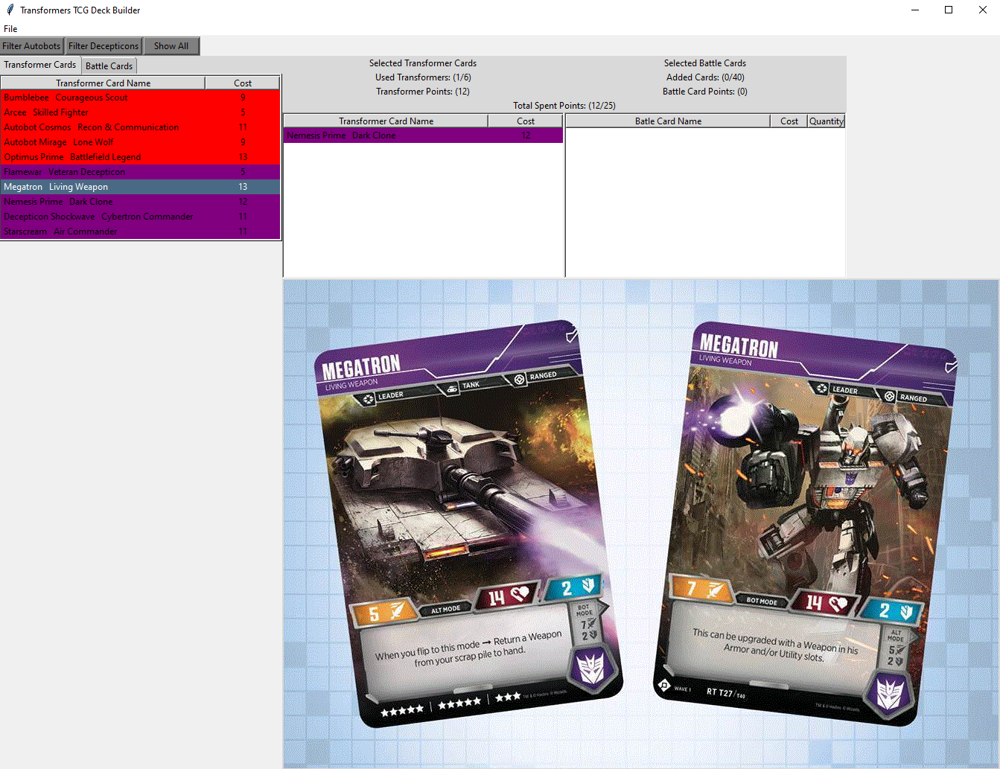 Transformers TCG Deck Builder
File
Filter Autobots Filter Decepticons Show All
Transformer Cards Battle Cards
Transformer Card Name Cost
Bumblebee Courageous Scout 9
Arcee Skilled Fighter 5
Autobot Cosmos Recon & Communication 11
Autobot Mirage Lone Wolf 9
Optimus Prime Battlefield Legend 13
Flamewar Veteran Decepticon 5
Megatron Living Weapon 13
Nemesis Prime Dark Clone 12
Decepticon Shockwave Cybertron Commander 11
Starscream Air Commander 11
Selected Transformer Cards
Used Transformers: (1/6)
Transformer Points: (12)
Selected Battle Cards
Added Cards: (0/40)
Battle Card Points: (0)
Total Spent Points: (12/25)
Transformer Card Name Cost
Nemesis Prime Dark Clone 12
Batle Card Name Cost Quantity
MEGATRON
LIVING WEAPON
LEADER TANK RANGED
5 ALT MODE 14 2
BOT
MODE
7
2
When you flip to this mode → Return a Weapon
from your scrap pile to hand.
TM & © Hasbro. © Wizards
MEGATRON
LIVING WEAPON
LEADER RANGED
7 BOT MODE 14 2
ALT
MODE
5
2
This can be upgraded with a Weapon in his
Armor and/or Utility slots.
WAVE 1 RT T27/T40
TM & © Hasbro. © Wizards